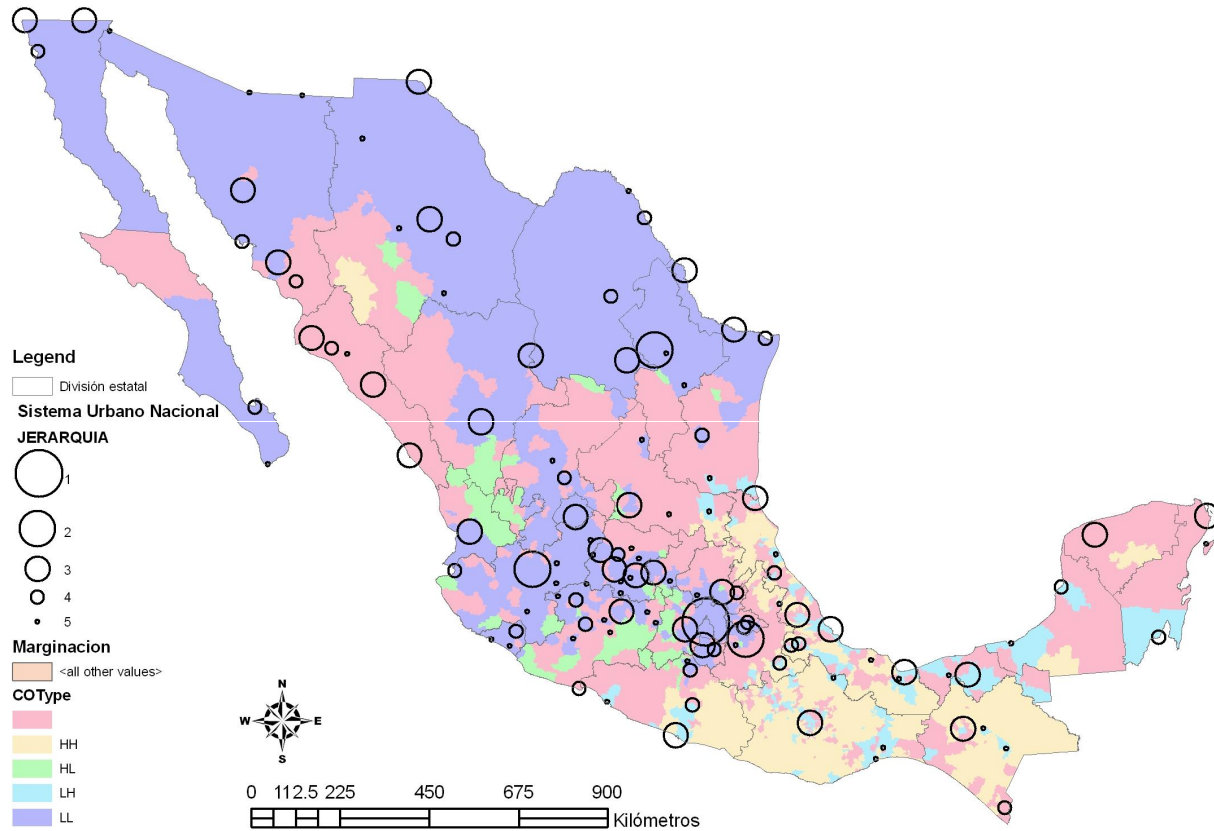 Legend
División estatal
Sistema Urbano Nacional
JERARQUIA
1
2
3
4
5
Marginacion
<all other values>
COType
HH
HL
LH
LL
N
W E
S
0 112.5 225 450 675 900
Kilómetros